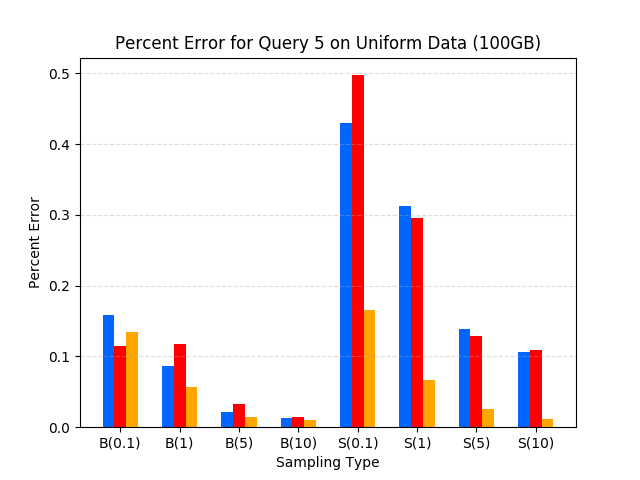 Percent Error for Query 5 on Uniform Data (100GB)
0.5
0.4
0.3
0.2
0.1
0.0
Percent Error
B(0.1) B(1) B(5) B(10) S(0.1) S(1) S(5) S(10)
Sampling Type